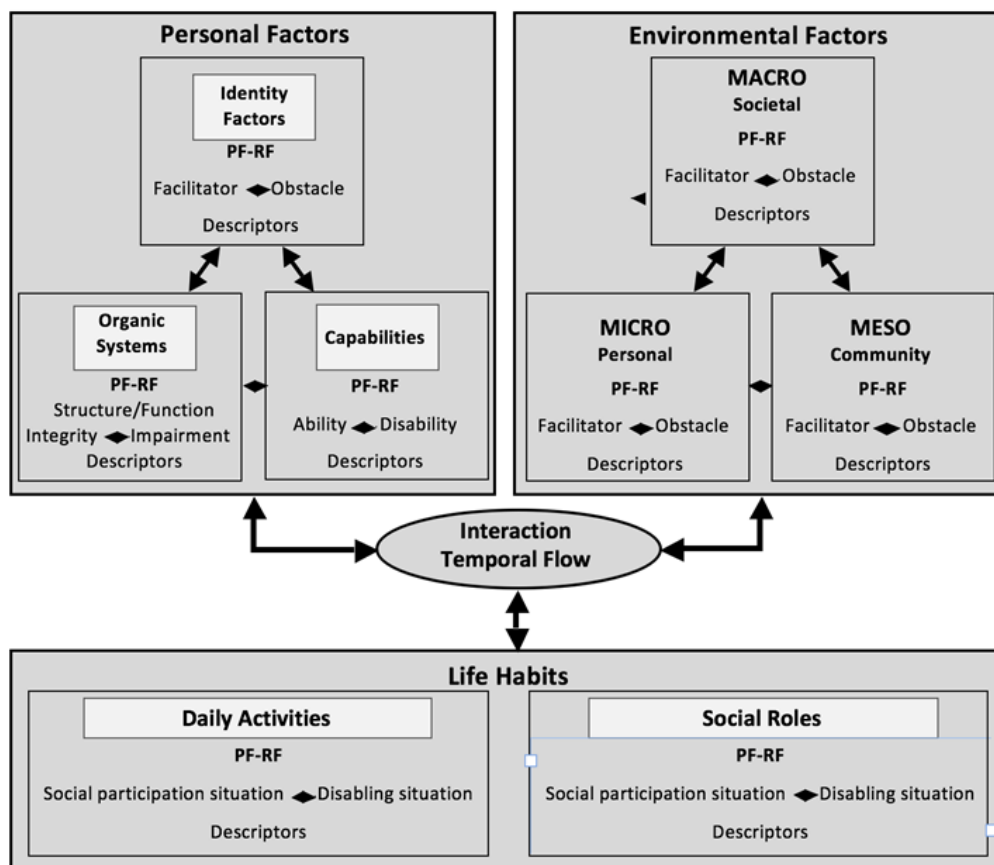 Personal Factors
Identity
Factors
PF-RF
Facilitator Obstacle
Descriptors
Organic
Systems
PF-RF
Structure/Function
Integrity Impairment
Descriptors
Capabilities
PF-RF
Ability Disability
Descriptors
Environmental Factors
MACRO
Societal
PF-RF
Facilitator Obstacle
Descriptors
MICRO
Personal
PF-RF
Facilitator Obstacle
Descriptors
MESO
Community
PF-RF
Facilitator Obstacle
Descriptors
Interaction
Temporal Flow
Life Habits
Daily Activities
PF-RF
Social participation situation Disabling situation
Descriptors
Social Roles
PF-RF
Social participation situation Disabling situation
Descriptors